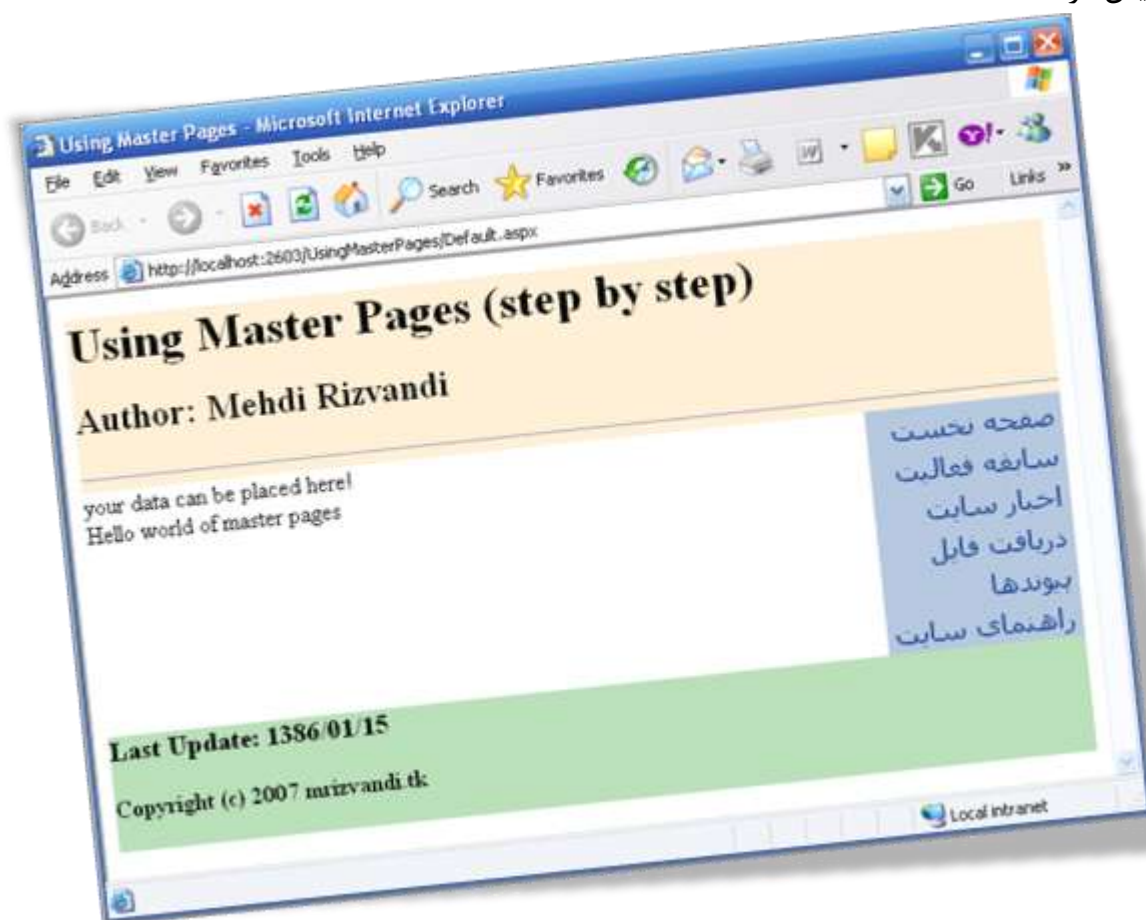 Using Master Pages - Microsoft Internet Explorer
File Edit View Favorites Tools Help
Back Search Favorites
Address http://localhost:2603/UsingMasterPages/Default.aspx Go Links »
Using Master Pages (step by step)
Author: Mehdi Rizvandi
صفحه نخست
سابقه فعالیت
اخبار سایت
دریافت فایل
پیوندها
راهنمای سایت
your data can be placed here!
Hello world of master pages
Last Update: 1386/01/15
Copyright (c) 2007 mrizvandi.tk
Local intranet